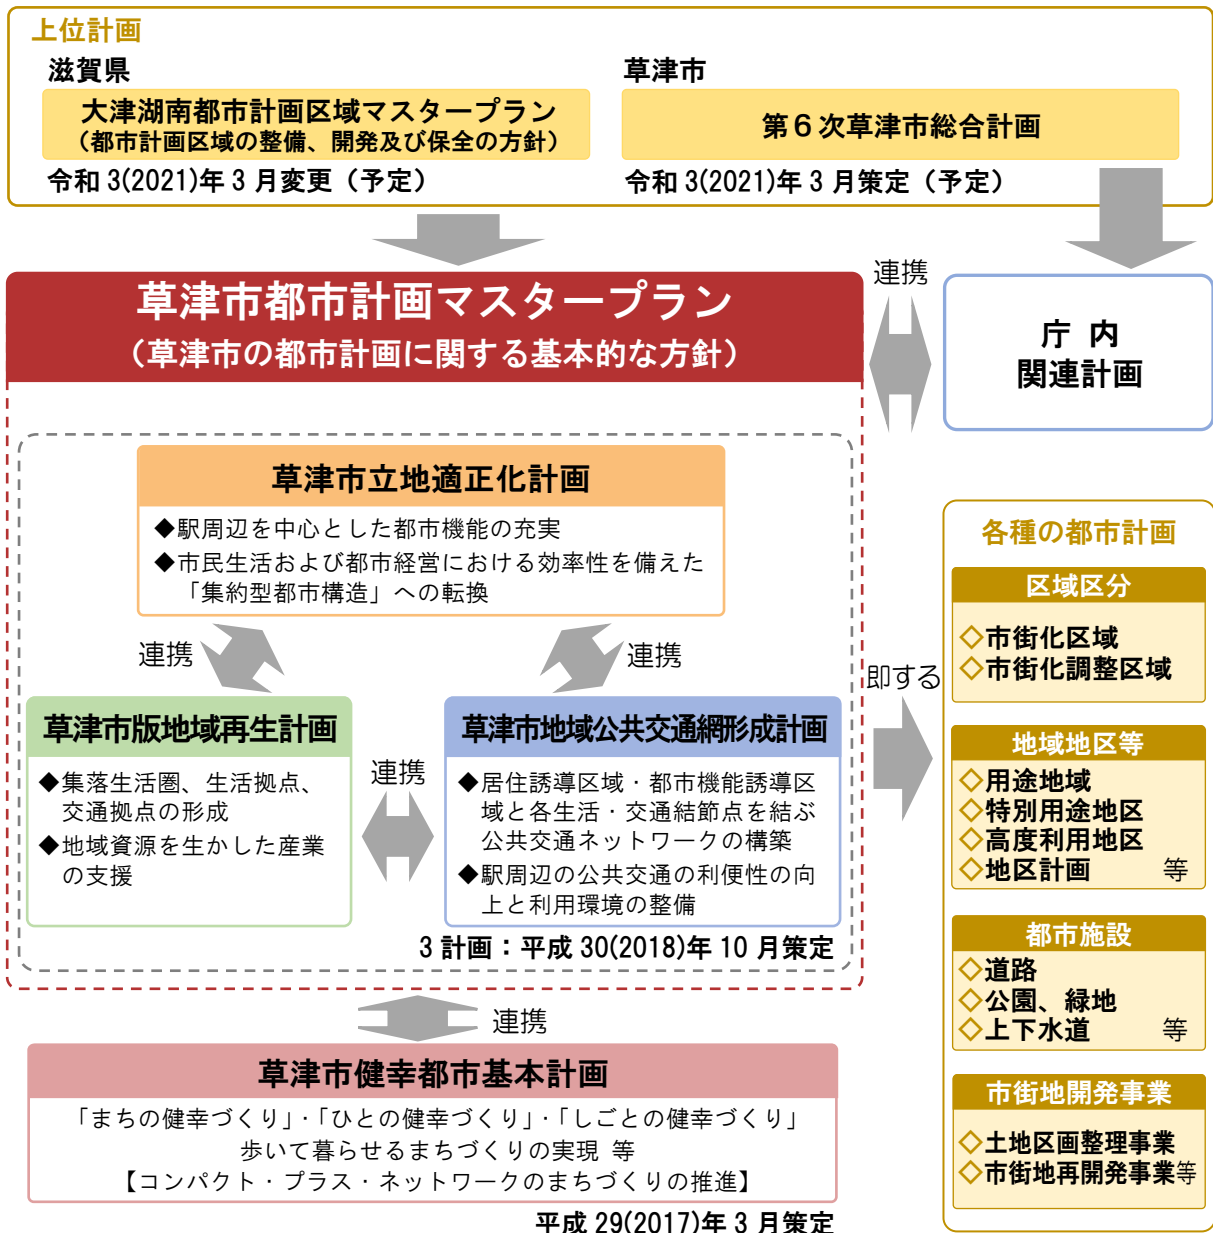 上位計画
滋賀県
大津湖南都市計画区域マスタープラン
（都市計画区域の整備、開発及び保全の方針）
令和 3(2021)年 3 月変更（予定）
草津市
第６次草津市総合計画
令和 3(2021)年 3 月策定（予定）
草津市都市計画マスタープラン
（草津市の都市計画に関する基本的な方針）
連携
庁 内
関連計画
草津市立地適正化計画
◆駅周辺を中心とした都市機能の充実
◆市民生活および都市経営における効率性を備えた
「集約型都市構造」への転換
連携
連携
草津市版地域再生計画
◆集落生活圏、生活拠点、
交通拠点の形成
◆地域資源を生かした産業
の支援
連携
草津市地域公共交通網形成計画
◆居住誘導区域・都市機能誘導区
域と各生活・交通結節点を結ぶ
公共交通ネットワークの構築
◆駅周辺の公共交通の利便性の向
上と利用環境の整備
3 計画：平成 30(2018)年 10 月策定
連携
草津市健幸都市基本計画
「まちの健幸づくり」・「ひとの健幸づくり」・「しごとの健幸づくり」
歩いて暮らせるまちづくりの実現 等
【コンパクト・プラス・ネットワークのまちづくりの推進】
平成 29(2017)年 3 月策定
即する
各種の都市計画
区域区分
◇市街化区域
◇市街化調整区域
地域地区等
◇用途地域
◇特別用途地区
◇高度利用地区
◇地区計画 等
都市施設
◇道路
◇公園、緑地
◇上下水道 等
市街地開発事業
◇土地区画整理事業
◇市街地再開発事業等